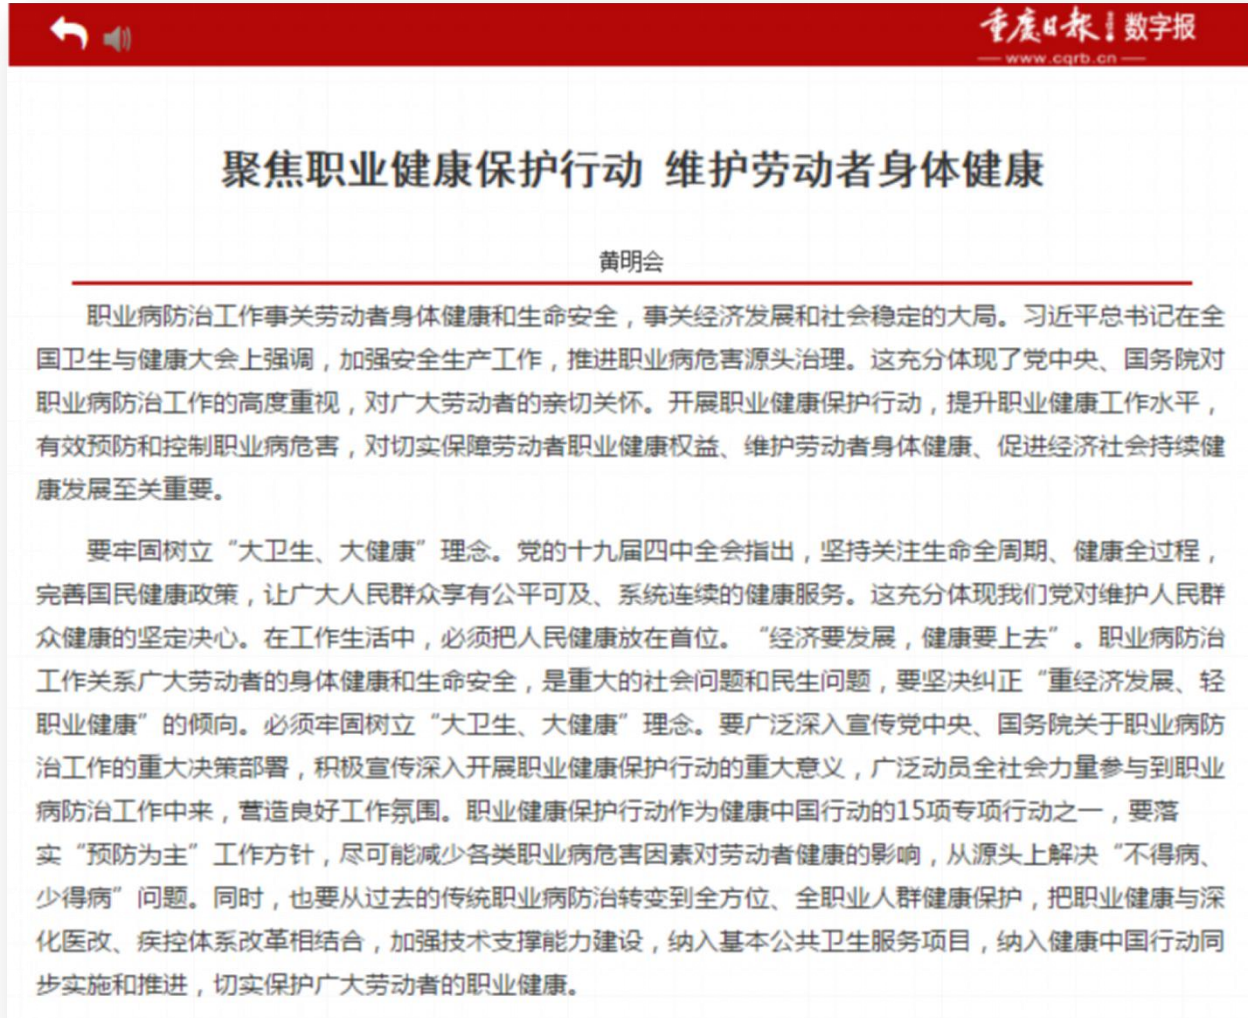 重庆日报 数字报
www.cqrb.cn
聚焦职业健康保护行动 维护劳动者身体健康
黄明会
职业病防治工作事关劳动者身体健康和生命安全，事关经济发展和社会稳定的大局。习近平总书记在全
国卫生与健康大会上强调，加强安全生产工作，推进职业病危害源头治理。这充分体现了党中央、国务院对
职业病防治工作的高度重视，对广大劳动者的亲切关怀。开展职业健康保护行动，提升职业健康工作水平，
有效预防和控制职业病危害，对切实保障劳动者职业健康权益、维护劳动者身体健康、促进经济社会持续健
康发展至关重要。
要牢固树立“大卫生、大健康”理念。党的十九届四中全会指出，坚持关注生命全周期、健康全过程，
完善国民健康政策，让广大人民群众享有公平可及、系统连续的健康服务。这充分体现我们党对维护人民群
众健康的坚定决心。在工作生活中，必须把人民健康放在首位。“经济要发展，健康要上去”。职业病防治
工作关系广大劳动者的身体健康和生命安全，是重大的社会问题和民生问题，要坚决纠正“重经济发展、轻
职业健康”的倾向。必须牢固树立“大卫生、大健康”理念。要广泛深入宣传党中央、国务院关于职业病防
治工作的重大决策部署，积极宣传深入开展职业健康保护行动的重大意义，广泛动员全社会力量参与到职业
病防治工作中来，营造良好工作氛围。职业健康保护行动作为健康中国行动的15项专项行动之一，要落
实“预防为主”工作方针，尽可能减少各类职业病危害因素对劳动者健康的影响，从源头上解决“不得病、
少得病”问题。同时，也要从过去的传统职业病防治转变到全方位、全职业人群健康保护，把职业健康与深
化医改、疾控体系改革相结合，加强技术支撑能力建设，纳入基本公共卫生服务项目，纳入健康中国行动同
步实施和推进，切实保护广大劳动者的职业健康。